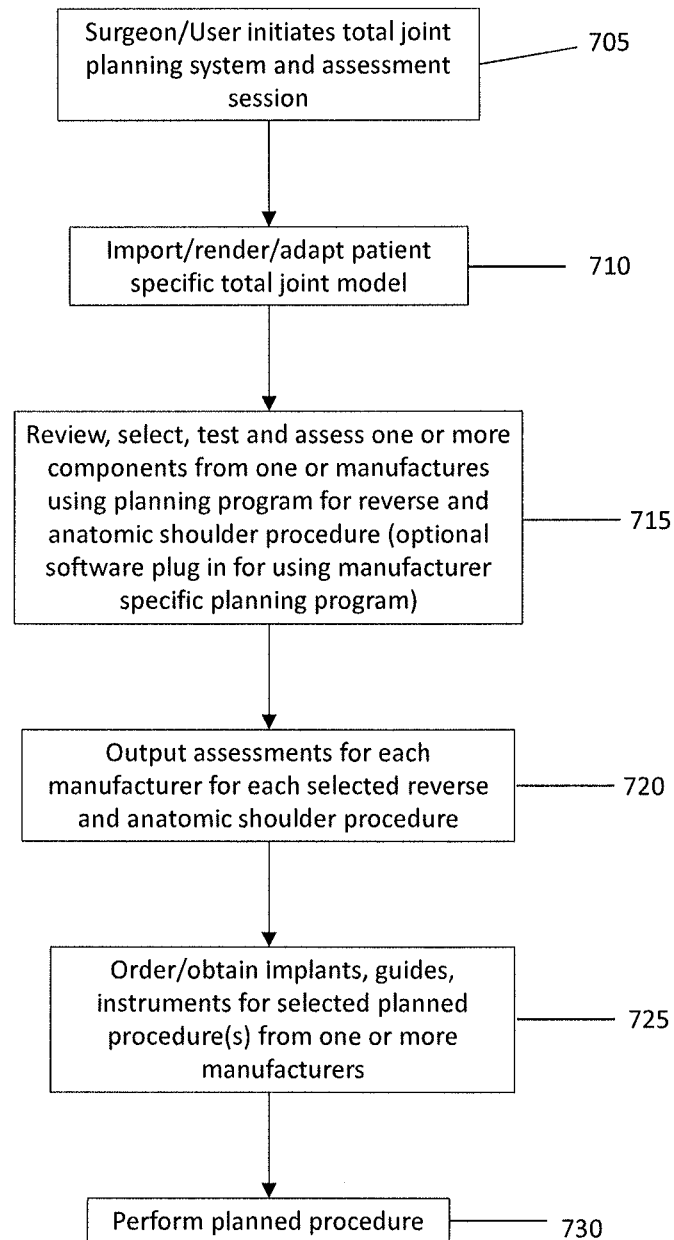 Surgeon/User initiates total joint
planning system and assessment
session
705
Import/render/adapt patient
specific total joint model
710
Review, select, test and assess one or more
components from one or manufactures
using planning program for reverse and
anatomic shoulder procedure (optional
software plug in for using manufacturer
specific planning program)
715
Output assessments for each
manufacturer for each selected reverse
and anatomic shoulder procedure
720
Order/obtain implants, guides,
instruments for selected planned
procedure(s) from one or more
manufacturers
725
Perform planned procedure
730